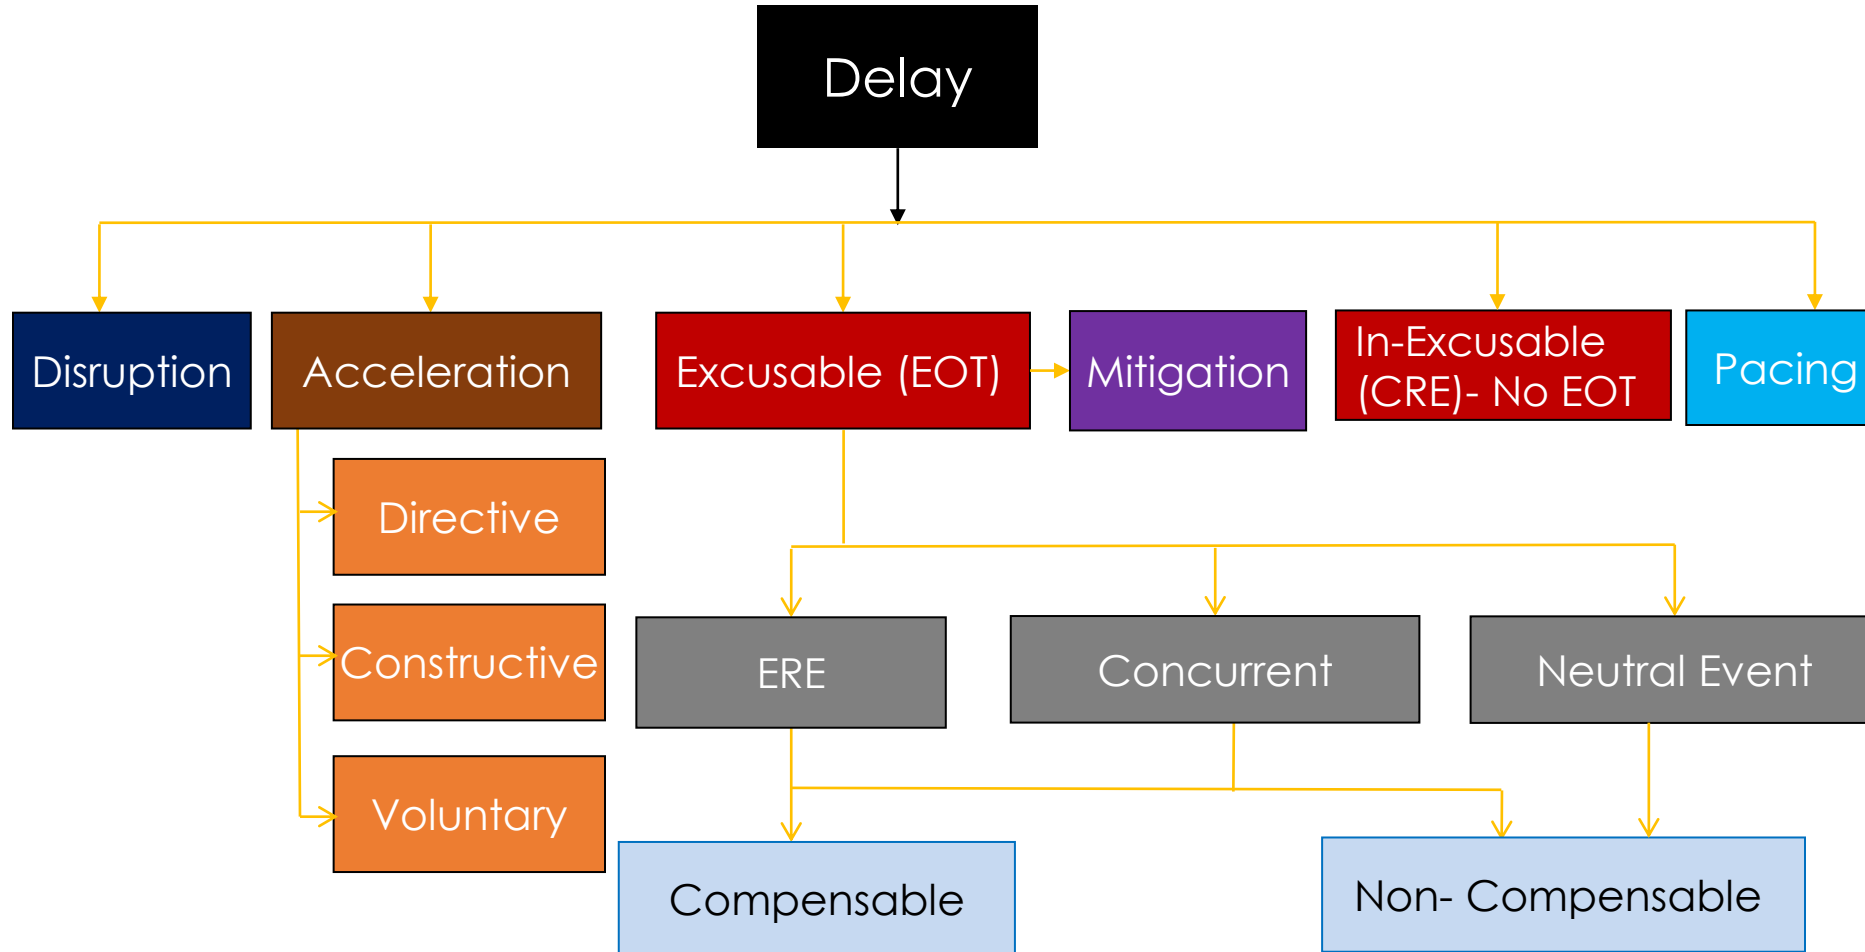 Delay
Disruption
Acceleration
Excusable (EOT)
Mitigation
In-Excusable
(CRE)- No EOT
Pacing
Directive
Constructive
Voluntary
ERE
Concurrent
Neutral Event
Compensable
Non- Compensable